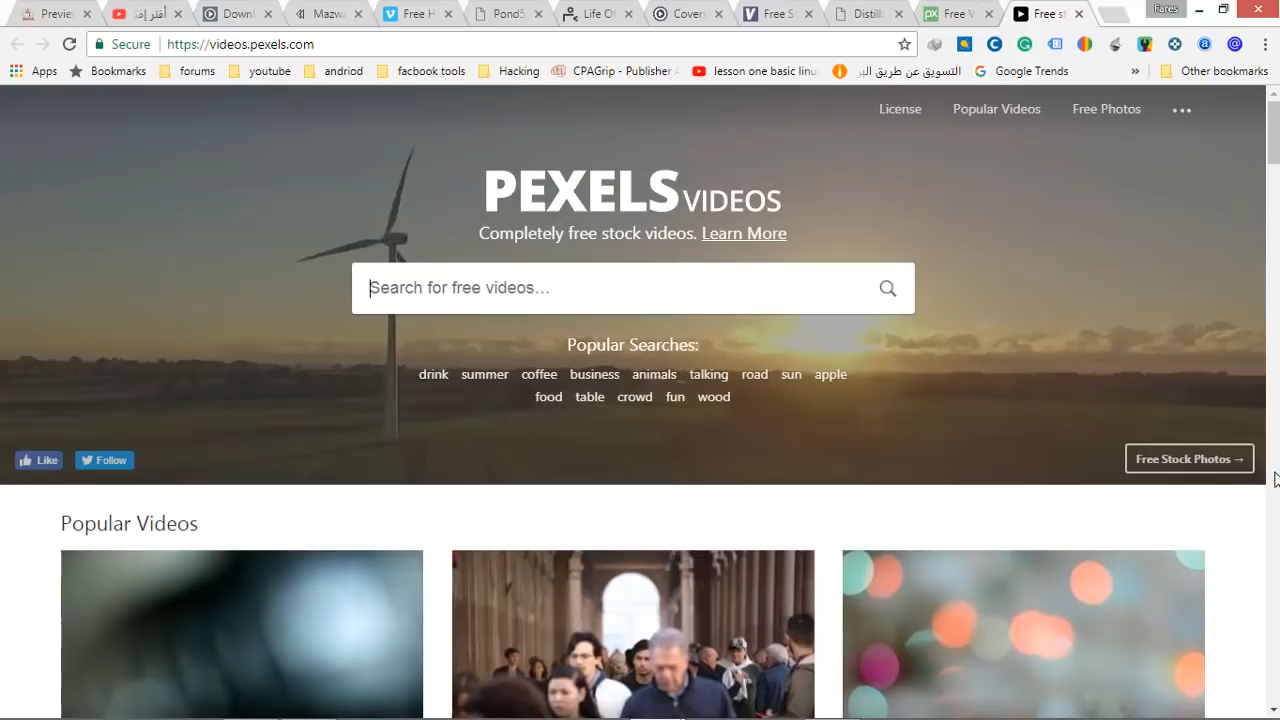 Preview
أفتر إفك
Downl
Mazwa
Free H
Pond5
Life Of
Cover
Free S
Distill
Free V
Free st
Fares
Secure https://videos.pexels.com
Apps Bookmarks forums youtube andriod facbook tools Hacking CPAGrip - Publisher lesson one basic linu التسويق عن طريق البر Google Trends » Other bookmarks
License Popular Videos Free Photos
PEXELS VIDEOS
Completely free stock videos. Learn More
Search for free videos...
Popular Searches:
drink summer coffee business animals talking road sun apple
food table crowd fun wood
Like Follow
Free Stock Photos →
Popular Videos